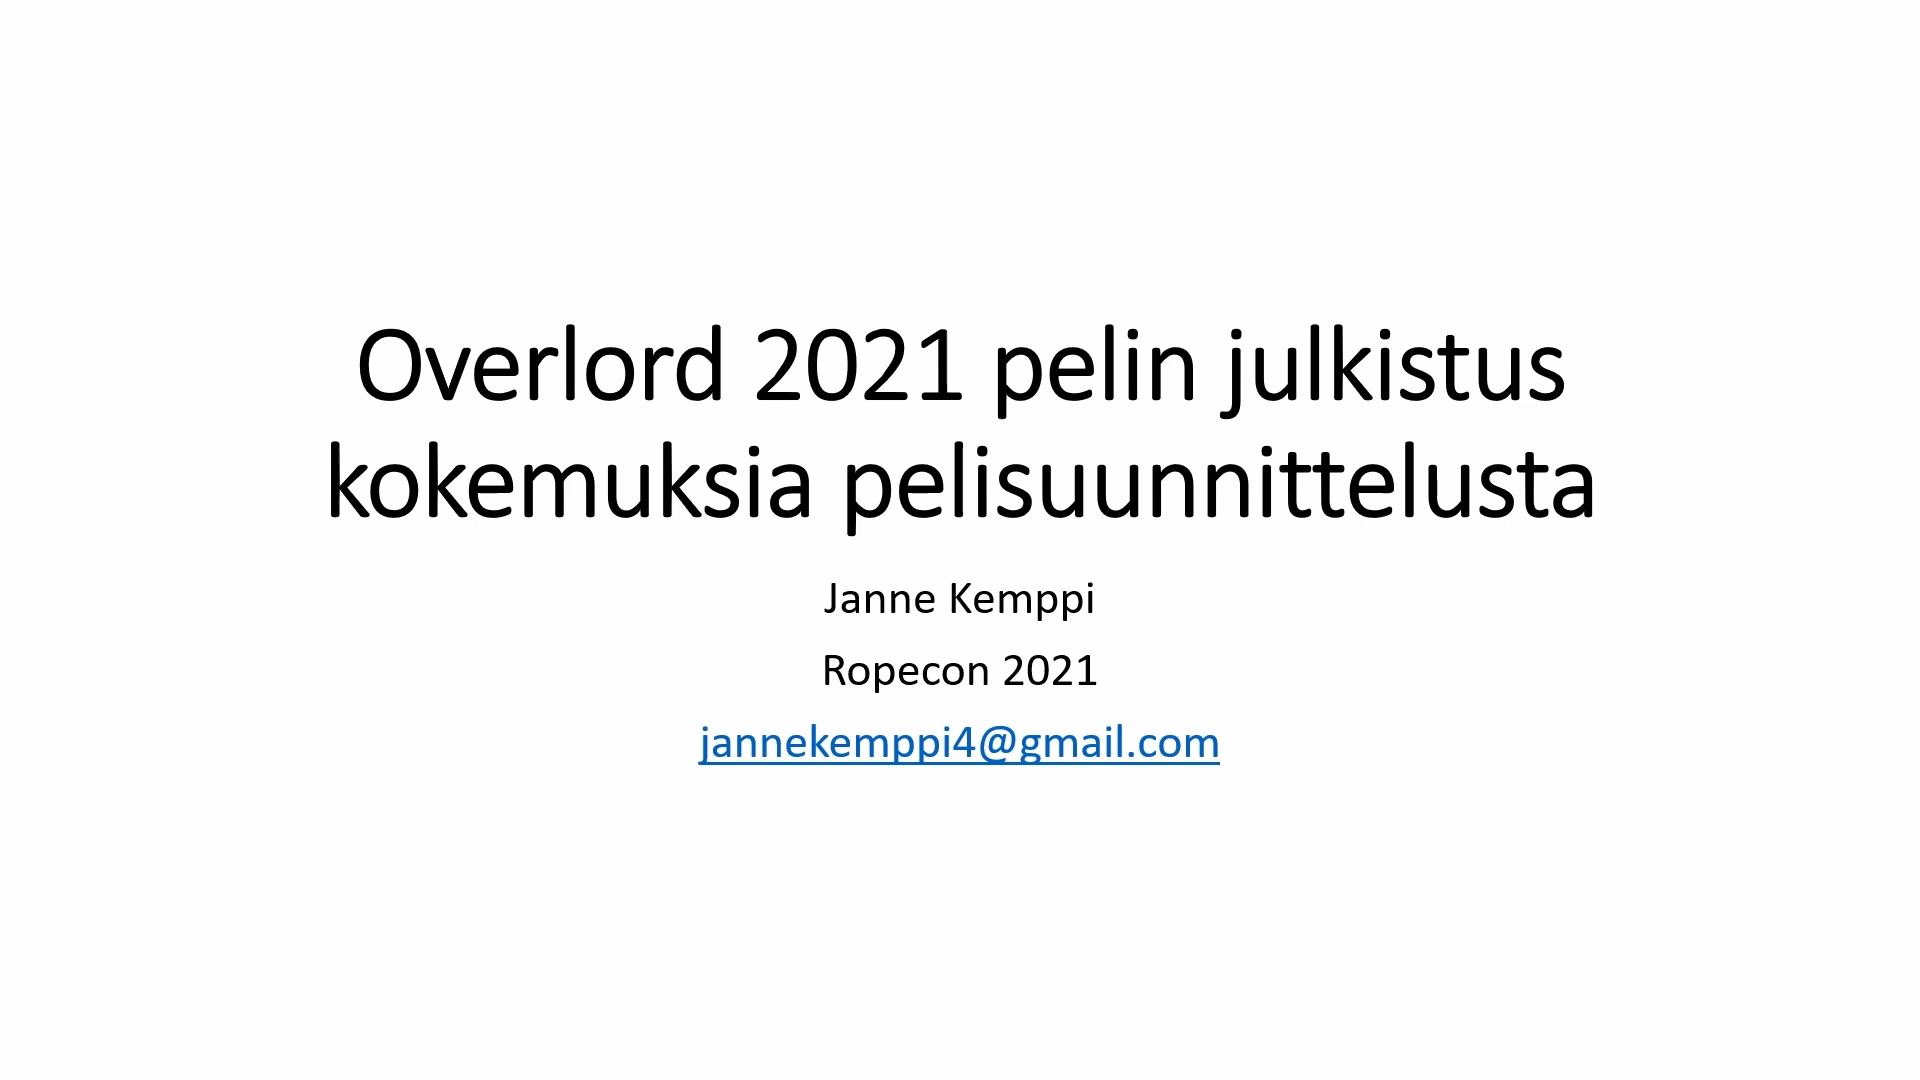 Overlord 2021 pelin julkistus
kokemuksia pelisuunnittelusta
Janne Kemppi
Ropecon 2021
jannekemppi4@gmail.com